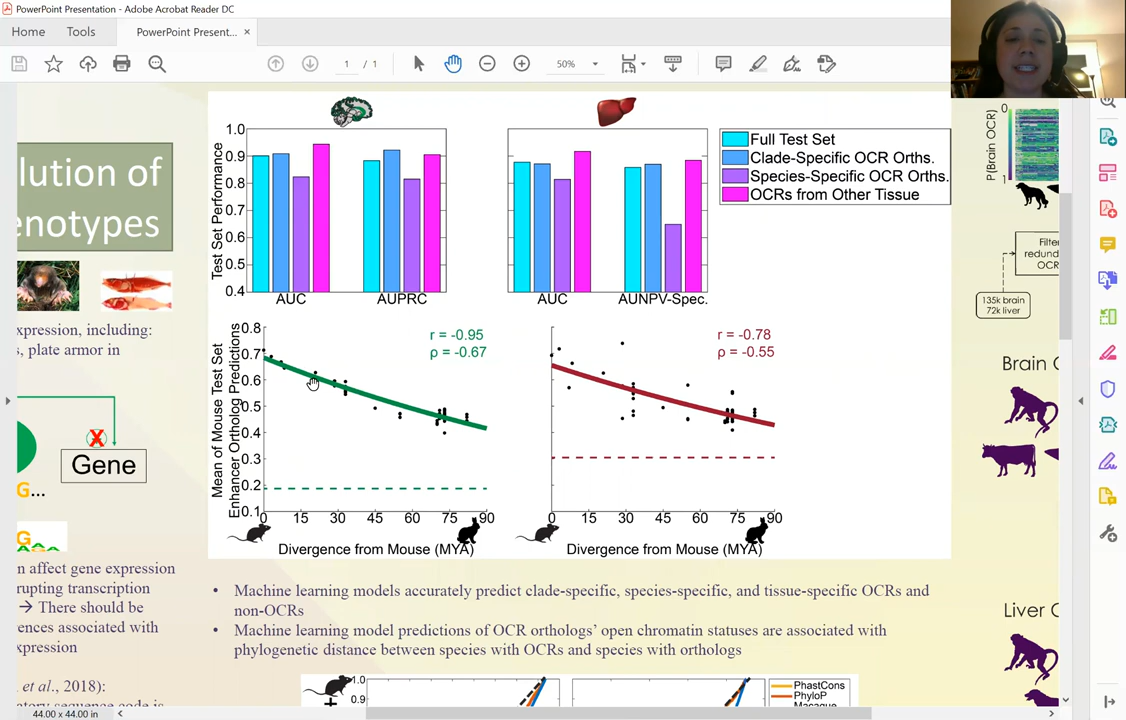 PowerPoint Presentation - Adobe Acrobat Reader DC
Home
Tools
PowerPoint Present...
1 / 1
50%
lution of
enotypes
xpression, including:
s, plate armor in
X
Gene
G...
G
n affect gene expression
rupting transcription
→ There should be
ences associated with
xpression
et al., 2018):
atory sequence code is
Test Set Performance
1.0
0.9
0.8
0.7
0.6
0.5
0.4
AUC
AUPRC
AUC
AUNPV-Spec.
Full Test Set
Clade-Specific OCR Orths.
Species-Specific OCR Orths.
OCRs from Other Tissue
Mean of Mouse Test Set
Enhancer Ortholog Predictions
0.8
0.7
0.6
0.5
0.4
0.3
0.2
0.1
r = -0.95
ρ = -0.67
0 15 30 45 60 75 90
Divergence from Mouse (MYA)
r = -0.78
ρ = -0.55
0 15 30 45 60 75 90
Divergence from Mouse (MYA)
• Machine learning models accurately predict clade-specific, species-specific, and tissue-specific OCRs and
non-OCRs
• Machine learning model predictions of OCR orthologs' open chromatin statuses are associated with
phylogenetic distance between species with OCRs and species with orthologs
1.0
0.9
PhastCons
PhyloP
P(Brain OCR)
0
1
Filter
redund
OCR
135k brain
72k liver
Brain O
Liver O
44.00 x 44.00 in